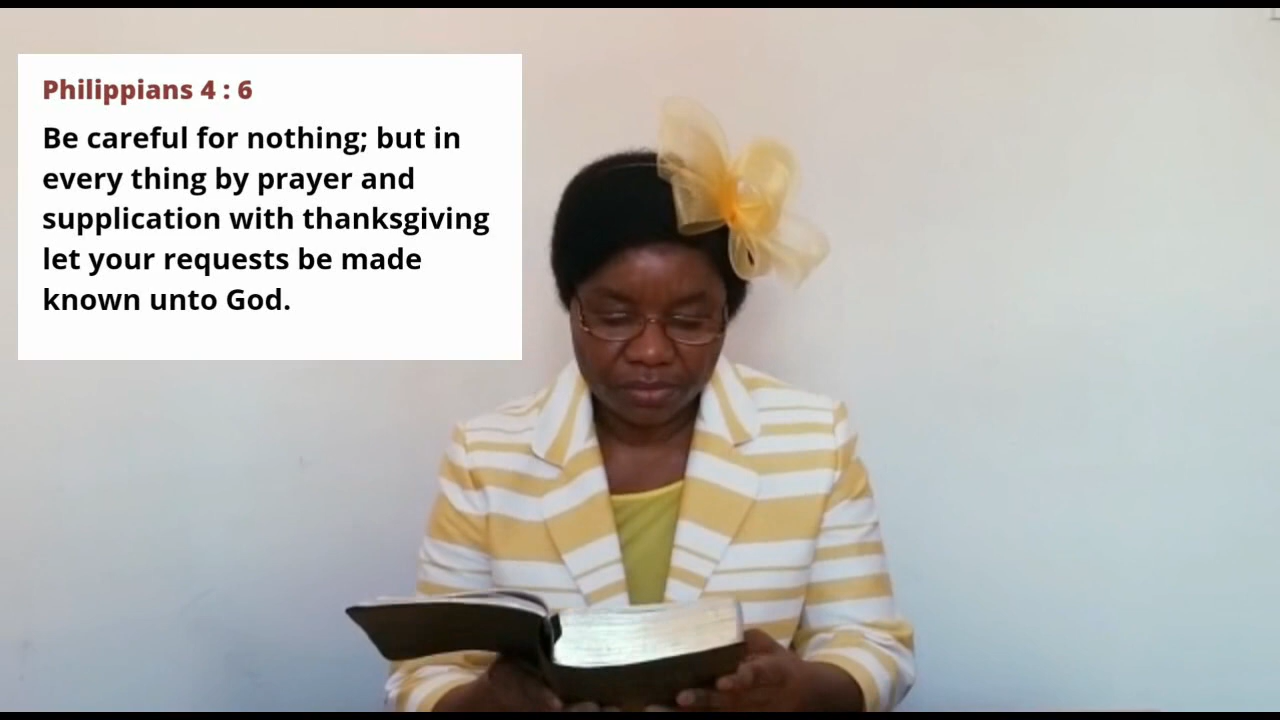 Philippians 4 : 6
Be careful for nothing; but in
every thing by prayer and
supplication with thanksgiving
let your requests be made
known unto God.